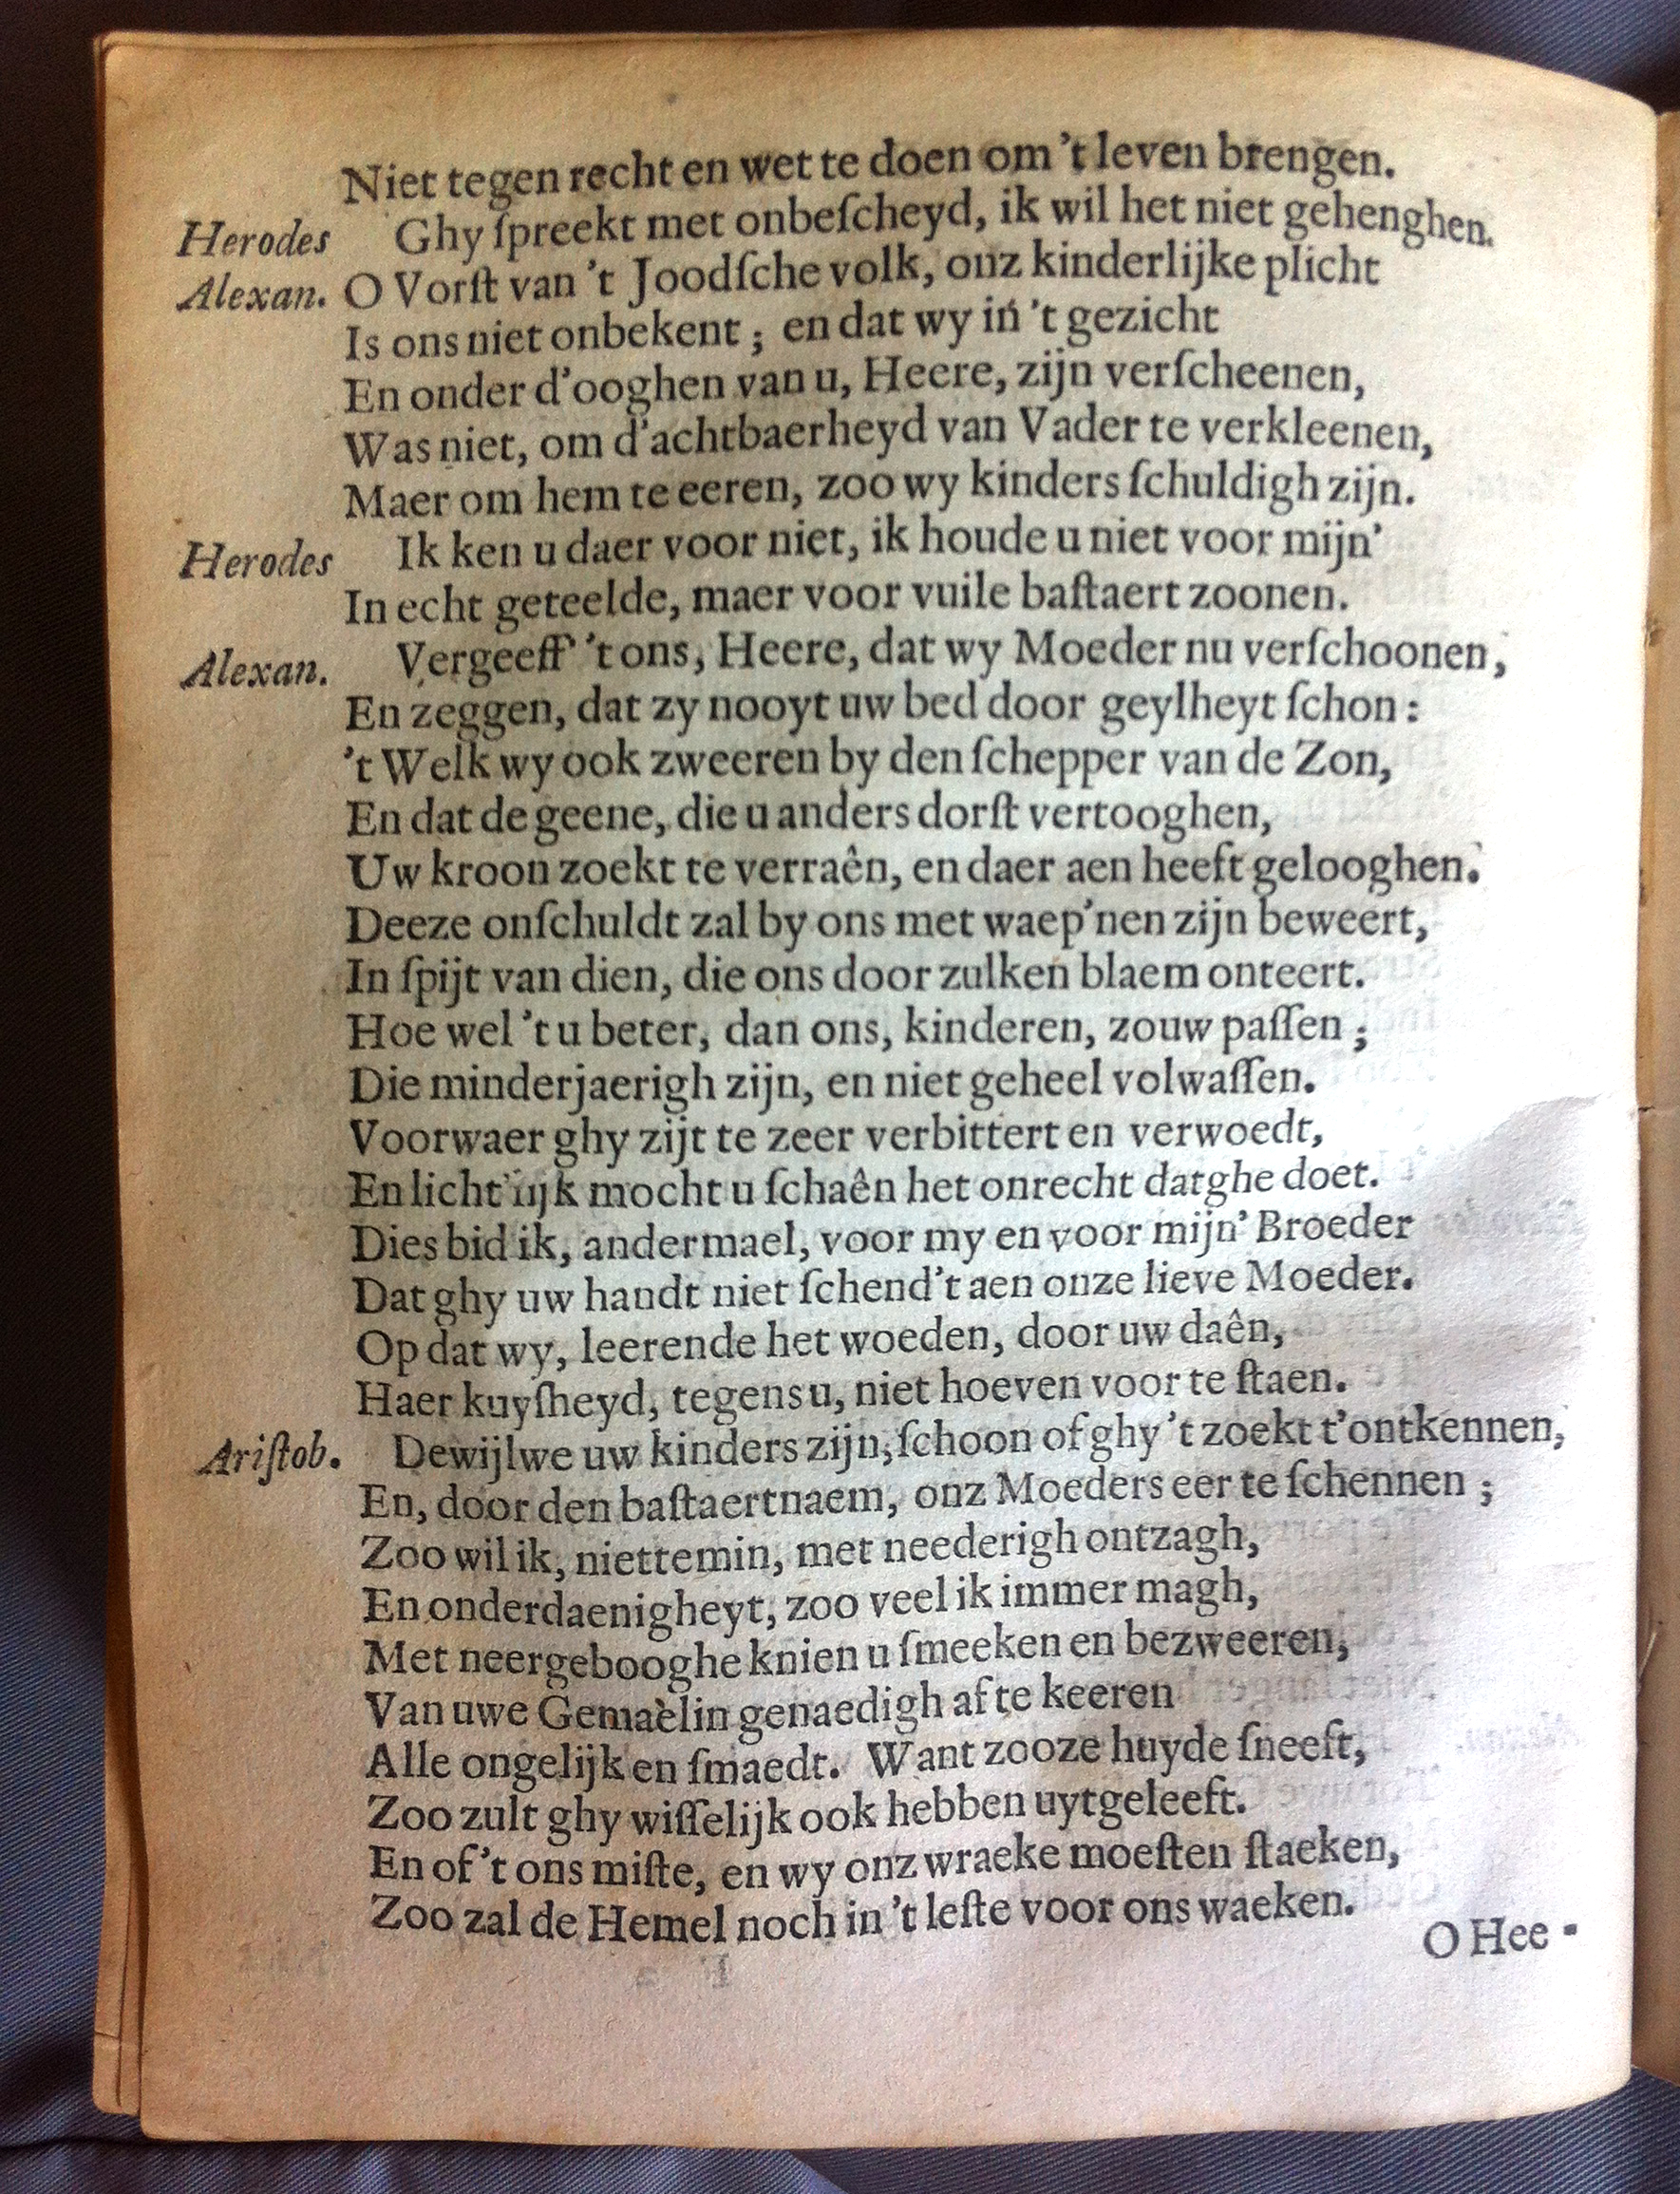 Niet tegen recht en wet te doen om 't leven brengen.
Herodes Ghy ſpreekt met onbeſcheyd, ik wil het niet gehenghen.
Alexan. O Vorſt van 't Joodſche volk, onz kinderlijke plicht
Is ons niet onbekent; en dat wy in 't gezicht
En onder d'ooghen van u, Heere, zijn verſcheenen,
Was niet, om d'achtbaerheyd van Vader te verkleenen,
Maer om hem te eeren, zoo wy kinders ſchuldigh zijn.
Herodes Ik ken u daer voor niet, ik houde u niet voor mijn'
In echt geteelde, maer voor vuile baſtaert zoonen.
Alexan. Vergeeff' 't ons, Heere, dat wy Moeder nu verſchoonen,
En zeggen, dat zy nooyt uw bed door geylheyt ſchon:
't Welk wy ook zweeren by den ſchepper van de Zon,
En dat de geene, die u anders dorſt vertooghen,
Uw kroon zoekt te verraên, en daer aen heeft gelooghen.
Deeze onſchuldt zal by ons met waep'nen zijn beweert,
In ſpijt van dien, die ons door zulken blaem onteert.
Hoe wel 't u beter, dan ons, kinderen, zouw paſſen;
Die minderjaerigh zijn, en niet geheel volwaſſen.
Voorwaer ghy zijt te zeer verbittert en verwoedt,
En licht'lijk mocht u ſchaên het onrecht dat ghe doet.
Dies bid ik, andermael, voor my en voor mijn' Broeder
Dat ghy uw handt niet ſchend't aen onze lieve Moeder.
Op dat wy, leerende het woeden, door uw daên,
Haer kuyſheyd, tegens u, niet hoeven voor te ſtaen.
Ariſtob. Dewijl we uw kinders zijn, ſchoon of ghy 't zoekt t'ontkennen,
En, door den baſtaertnaem, onz Moeders eer te ſchennen;
Zoo wil ik, niettemin, met neederigh ontzagh,
En onderdaenigheyt, zoo veel ik immer magh,
Met neergebooghe knien u ſmeeken en bezweeren,
Van uwe Gemaèlin genaedigh af te keeren
Alle ongelijk en ſmaedt. Want zooze huyde ſneeft,
Zoo zult ghy wiſſelijk ook hebben uytgeleeft.
En of 't ons miſte, en wy onz wraeke moeſten ſtaeken,
Zoo zal de Hemel noch in 't leſte voor ons waeken.
O Hee-